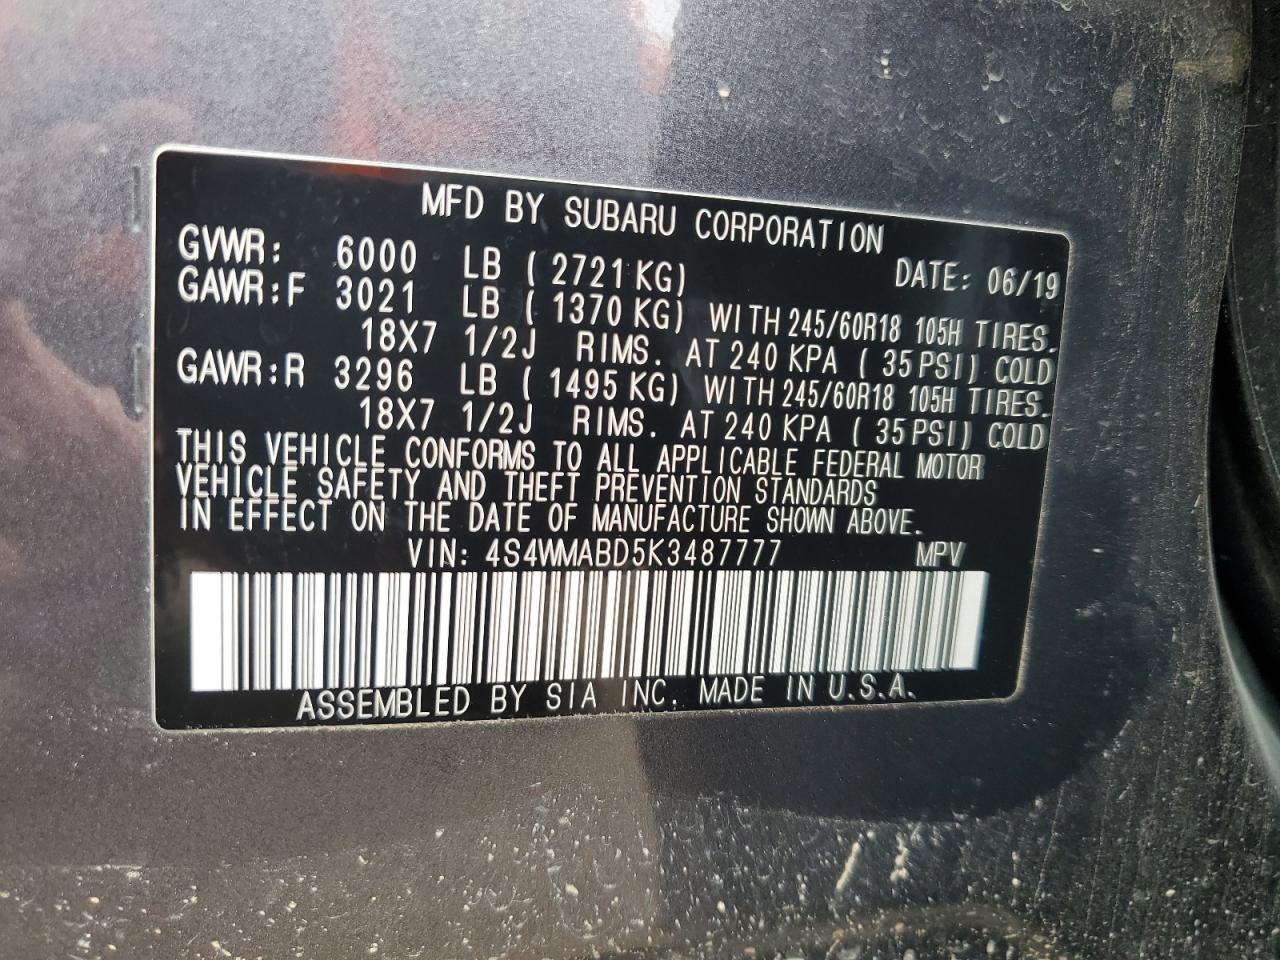 MFD BY SUBARU CORPORATION
GVWR: 6000 LB ( 2721 KG) DATE: 06/19
GAWR:F 3021 LB ( 1370 KG) WITH 245/60R18 105H TIRES.
18X7 1/2J RIMS. AT 240 KPA ( 35 PSI) COLD
GAWR:R 3296 LB ( 1495 KG) WITH 245/60R18 105H TIRES.
18X7 1/2J RIMS. AT 240 KPA ( 35 PSI) COLD
THIS VEHICLE CONFORMS TO ALL APPLICABLE FEDERAL MOTOR
VEHICLE SAFETY AND THEFT PREVENTION STANDARDS
IN EFFECT ON THE DATE OF MANUFACTURE SHOWN ABOVE.
VIN: 4S4WMABD5K3487777 MPV
ASSEMBLED BY SIA INC. MADE IN U.S.A.